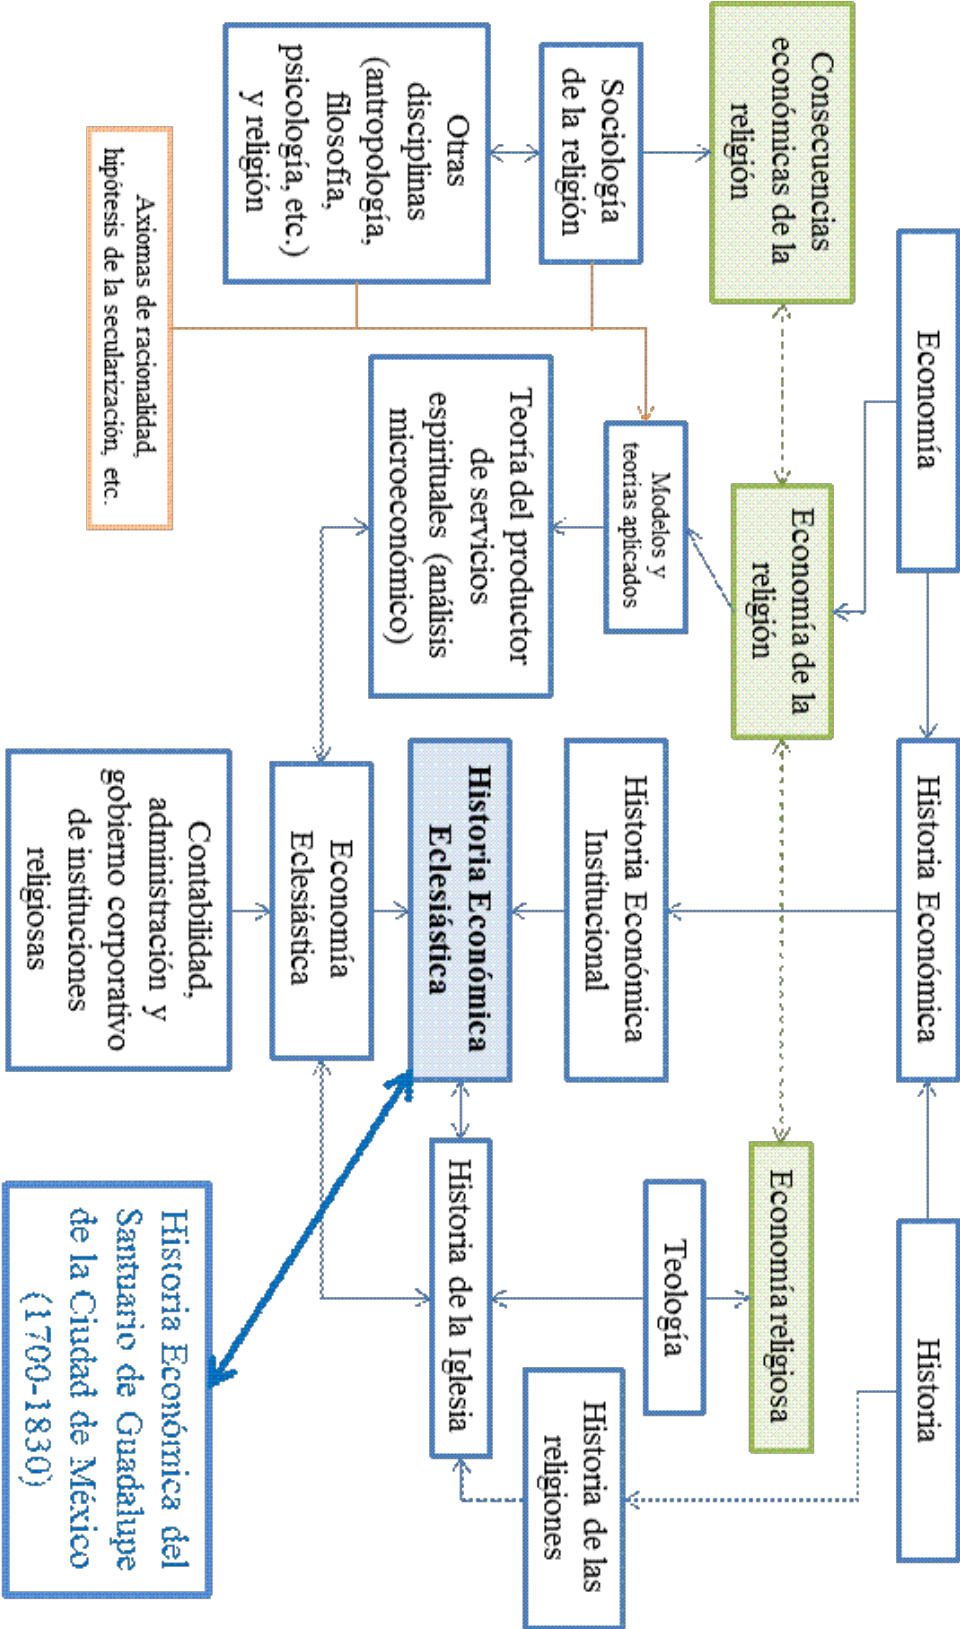 Economía
Historia Económica
Historia
Consecuencias
económicas de la
religión
Economía de la
religión
Economía religiosa
Sociología
de la religión
Modelos y
teorías aplicados
Historia Económica
Institucional
Teología
Historia de las
religiones
Otras
disciplinas
(antropología,
filosofía,
psicología, etc.)
y religión
Teoría del productor
de servicios
espirituales (análisis
microeconómico)
Historia Económica
Eclesiástica
Historia de la Iglesia
Economía
Eclesiástica
Axiomas de racionalidad,
hipótesis de la secularización, etc.
Contabilidad,
administración y
gobierno corporativo
de instituciones
religiosas
Historia Económica del
Santuario de Guadalupe
de la Ciudad de México
(1700-1830)